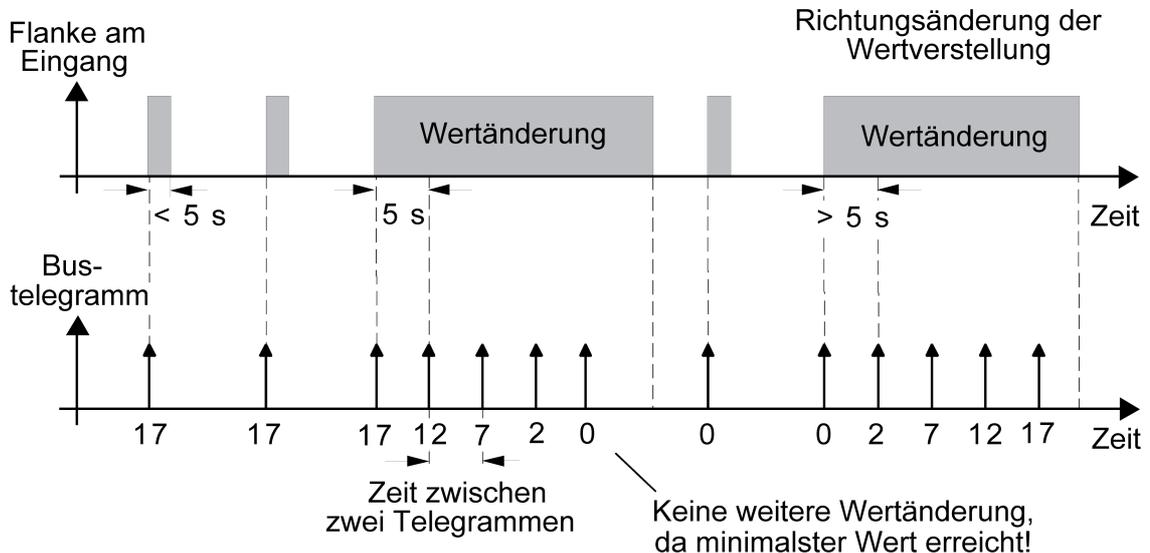 Flanke am
Eingang
Richtungsänderung der
Wertverstellung
Wertänderung
Wertänderung
< 5 s
5 s
> 5 s
Zeit
Bus-
telegramm
17 17 17 12 7 2 0 0 0 2 7 12 17
Zeit
Zeit zwischen
zwei Telegrammen
Keine weitere Wertänderung,
da minimalster Wert erreicht!